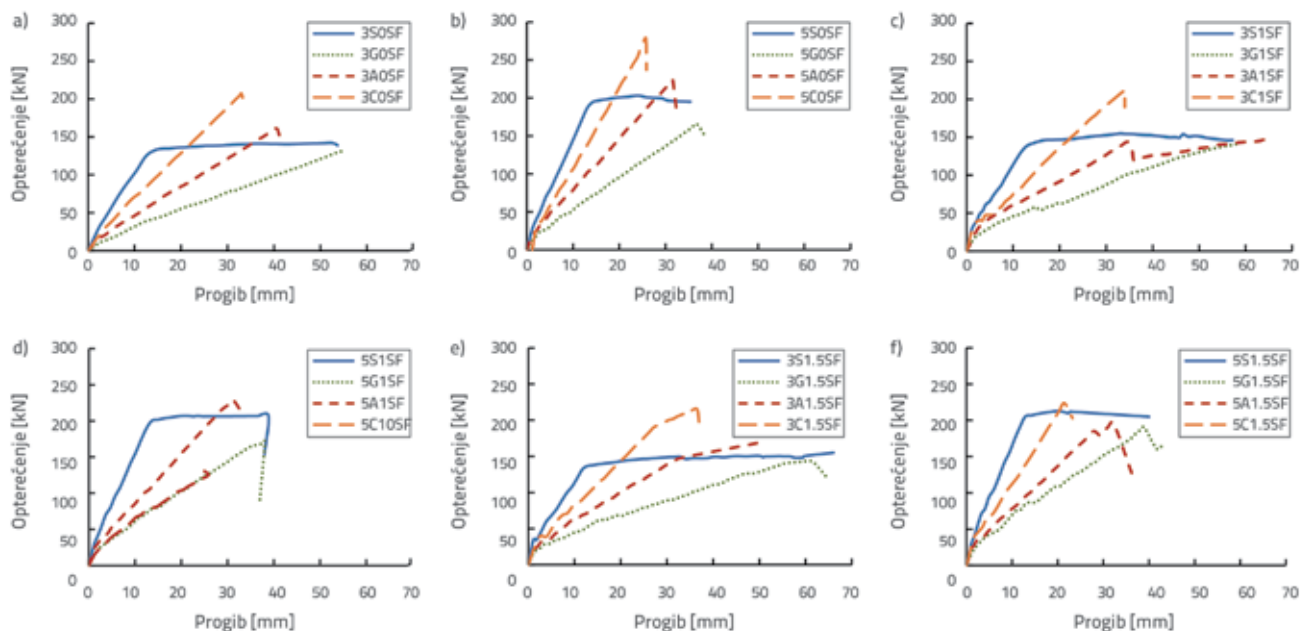 a)
300
250
200
150
100
50
0
Opterećenje [kN]
3S0SF
3G0SF
3A0SF
3C0SF
0 10 20 30 40 50 60 70
Progib [mm]
b)
300
250
200
150
100
50
0
Opterećenje [kN]
5S0SF
5G0SF
5A0SF
5C0SF
0 10 20 30 40 50 60 70
Progib [mm]
c)
300
250
200
150
100
50
0
Opterećenje [kN]
3S1SF
3G1SF
3A1SF
3C1SF
0 10 20 30 40 50 60 70
Progib [mm]
d)
300
250
200
150
100
50
0
Opterećenje [kN]
5S1SF
5G1SF
5A1SF
5C10SF
0 10 20 30 40 50 60 70
Progib [mm]
e)
300
250
200
150
100
50
0
Opterećenje [kN]
3S1.5SF
3G1.5SF
3A1.5SF
3C1.5SF
0 10 20 30 40 50 60 70
Progib [mm]
f)
300
250
200
150
100
50
0
Opterećenje [kN]
5S1.5SF
5G1.5SF
5A1.5SF
5C1.5SF
0 10 20 30 40 50 60 70
Progib [mm]